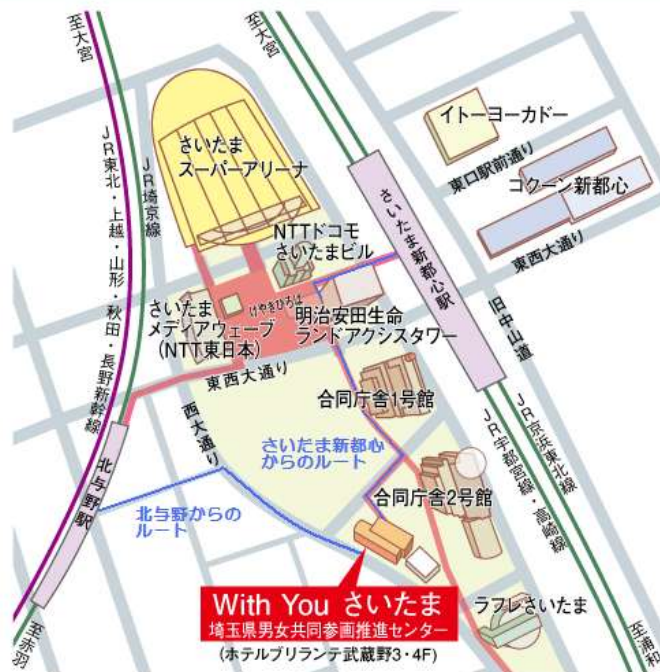 至大宮
至大宮
イトーヨーカドー
さいたま
スーパーアリーナ
東口駅前通り
コクーン新都心
JR埼京線
JR東北・上越・山形・秋田・長野新幹線
さいたま新都心駅
NTTドコモ
さいたまビル
東西大通り
けやきひろば
さいたま
メディアウェーブ
(NTT東日本)
明治安田生命
ランドアクシスタワー
旧中山道
東西大通り
合同庁舎1号館
西大通り
さいたま新都心
からのルート
JR京浜東北線
JR宇都宮線・高崎線
北与野駅
合同庁舎2号館
北与野からの
ルート
With You さいたま
埼玉県男女共同参画推進センター
(ホテルブリランテ武蔵野3・4F)
ラフレさいたま
至赤羽
至浦和